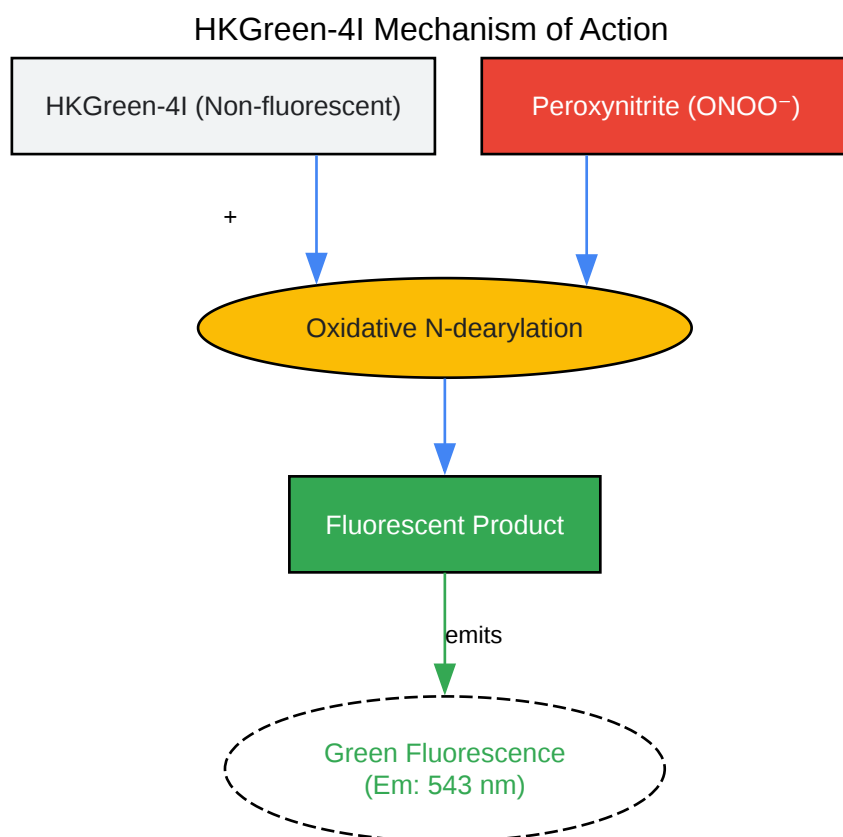 HKGreen-4I Mechanism of Action
HKGreen-4I (Non-fluorescent)
Peroxynitrite (ONOO⁻)
+
Oxidative N-dearylation
Fluorescent Product
emits
Green Fluorescence
(Em: 543 nm)